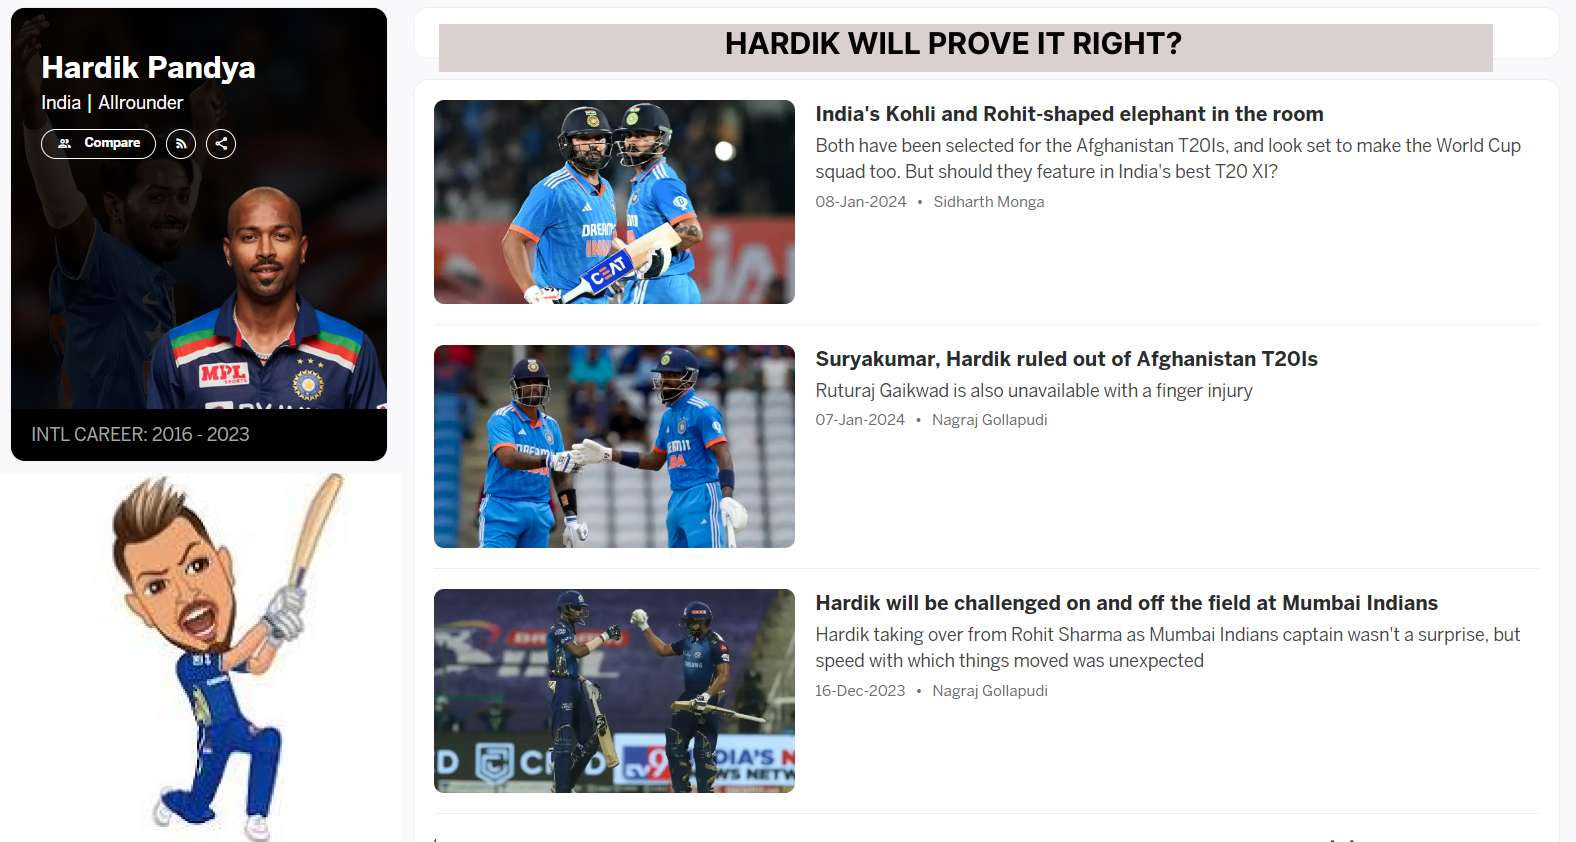 Hardik Pandya
India | Allrounder
Compare
MPL
SPORTS
INTL CAREER: 2016 - 2023
HARDIK WILL PROVE IT RIGHT?
India's Kohli and Rohit-shaped elephant in the room
Both have been selected for the Afghanistan T20Is, and look set to make the World Cup
squad too. But should they feature in India's best T20 XI?
08-Jan-2024 • Sidharth Monga
CEAT
Suryakumar, Hardik ruled out of Afghanistan T20Is
Ruturaj Gaikwad is also unavailable with a finger injury
07-Jan-2024 • Nagraj Gollapudi
Hardik will be challenged on and off the field at Mumbai Indians
Hardik taking over from Rohit Sharma as Mumbai Indians captain wasn't a surprise, but
speed with which things moved was unexpected
16-Dec-2023 • Nagraj Gollapudi
TV9